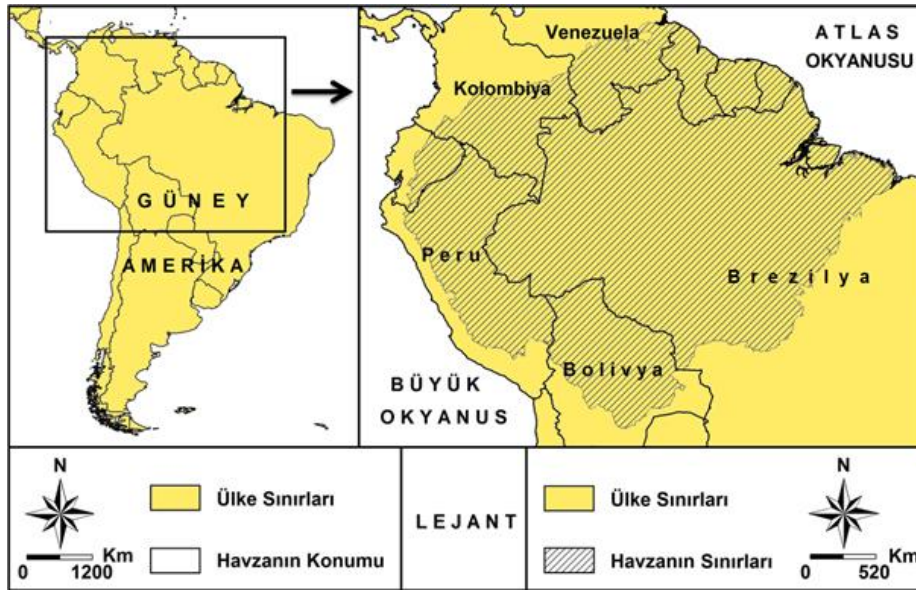 GÜNEY
AMERİKA
Venezuela
Kolombiya
ATLAS
OKYANUSU
Peru
Brezilya
Bolivya
BÜYÜK
OKYANUS
N
Km
0 1200
Ülke Sınırları
Havzanın Konumu
LEJANT
Ülke Sınırları
Havzanın Sınırları
N
Km
0 520